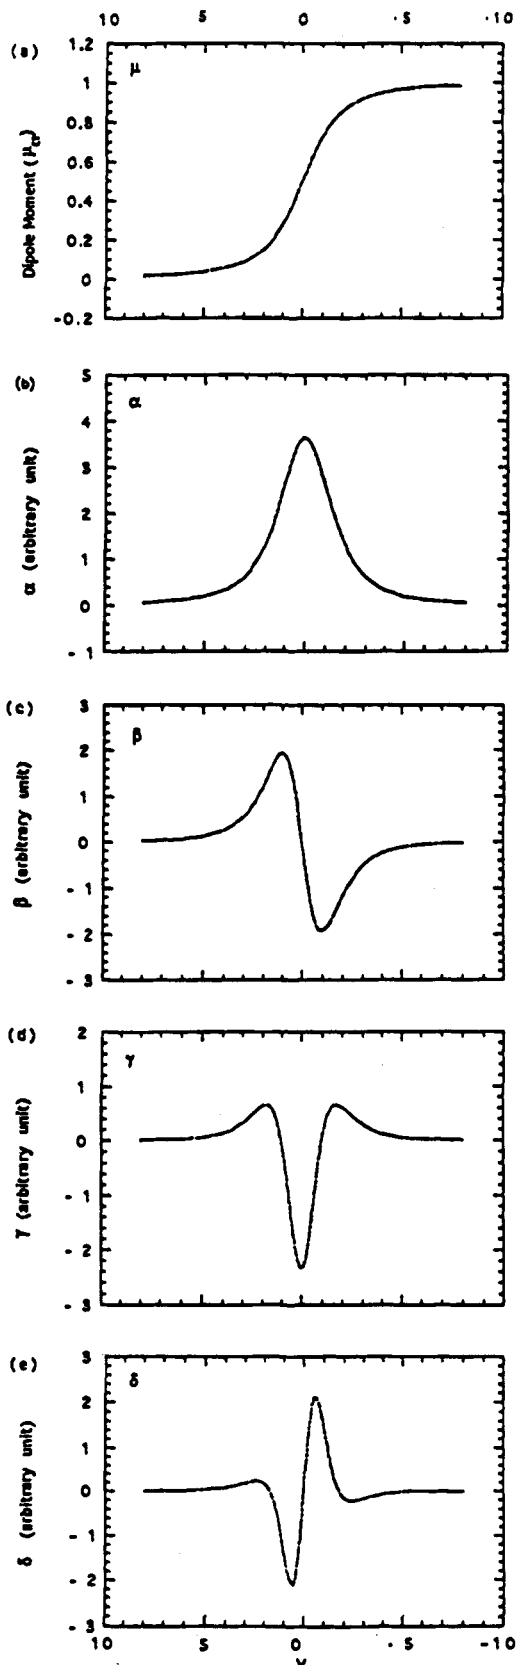 10 5 0 -5 -10
(a)
μ
Dipole Moment (μcr)
1.2
1
0.8
0.6
0.4
0.2
0
-0.2
(b)
α
α (arbitrary unit)
5
4
3
2
1
0
- 1
(c)
β
β (arbitrary unit)
3
2
1
0
- 1
- 2
- 3
(d)
γ
γ (arbitrary unit)
2
1
0
- 1
- 2
- 3
(e)
δ
δ (arbitrary unit)
3
2
1
0
- 1
- 2
- 3
10 5 0 -5 -10
V